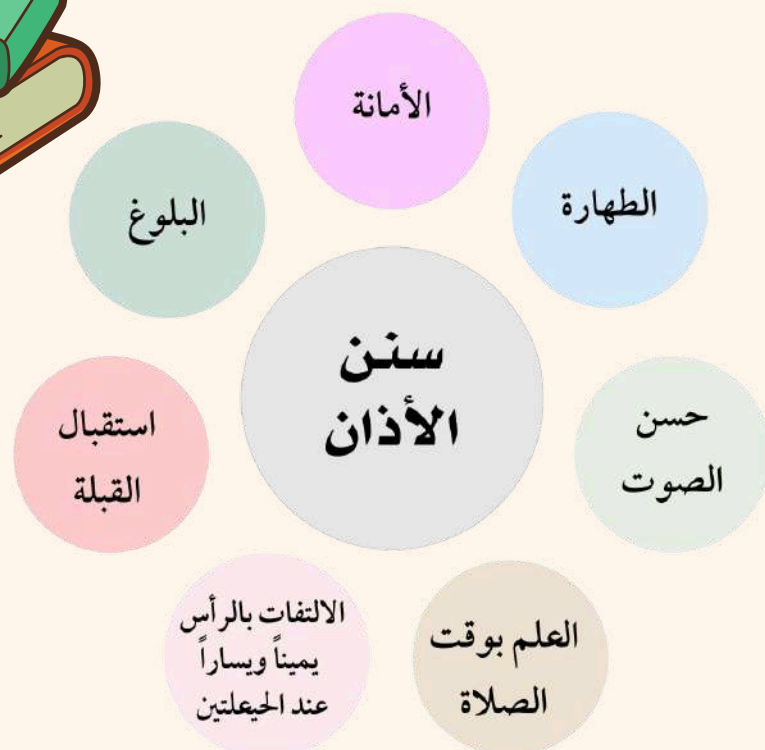 سنن
الأذان
الأمانة
الطهارة
حسن
الصوت
العلم بوقت
الصلاة
الالتفات بالرأس
يميناً ويساراً
عند الحيعلتين
استقبال
القبلة
البلوغ